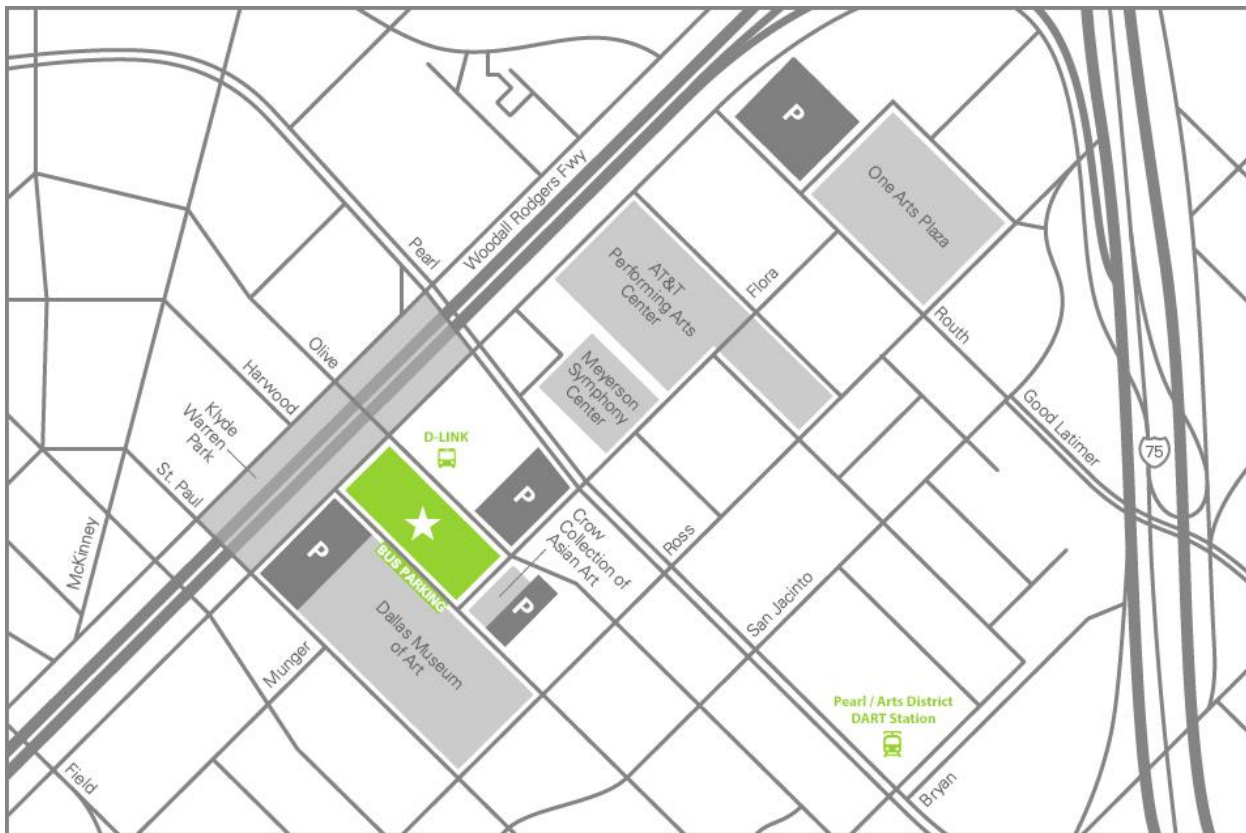 P
One Arts Plaza
Woodall Rodgers Fwy
Pearl
AT&T
Performing Arts
Center
Flora
Routh
Olive
Harwood
Meyerson
Symphony
Center
Good Latimer
Klyde
Warren
Park
D-LINK
75
St. Paul
P
Crow
Collection of
Asian Art
Ross
McKinney
P
BUS PARKING
P
San Jacinto
Dallas Museum
of Art
Munger
Pearl / Arts District
DART Station
Field
Bryan